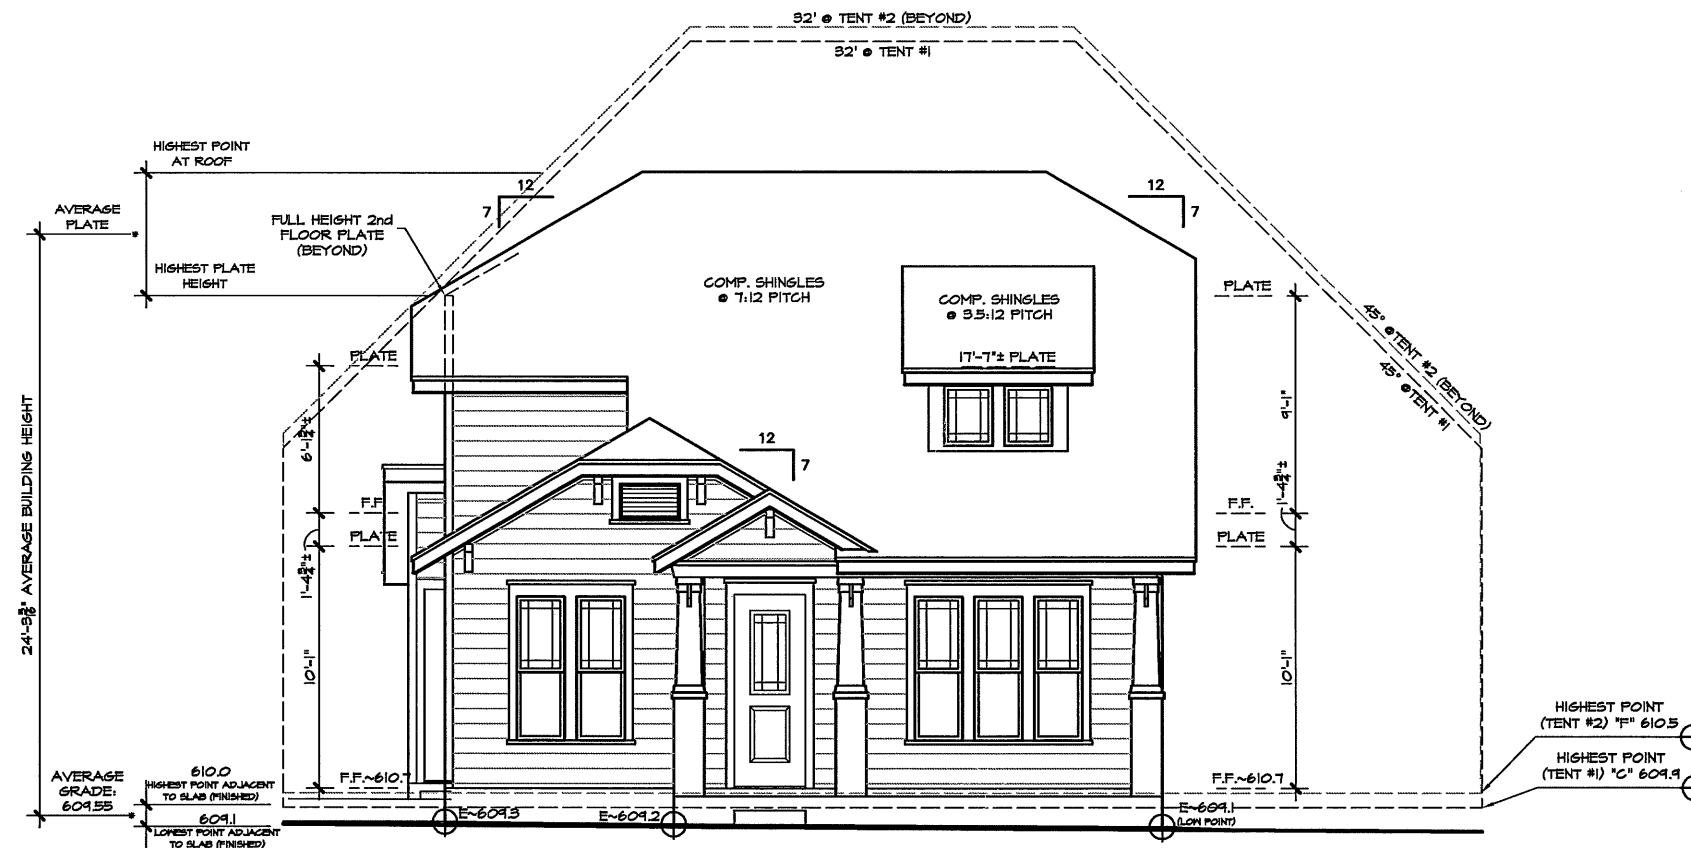 32' @ TENT #2 (BEYOND)
32' @ TENT #1
HIGHEST POINT
AT ROOF
12
7
12
7
AVERAGE
PLATE
*
FULL HEIGHT 2nd
FLOOR PLATE
(BEYOND)
HIGHEST PLATE
HEIGHT
COMP. SHINGLES
@ 7:12 PITCH
COMP. SHINGLES
@ 3.5:12 PITCH
17'-7"± PLATE
PLATE
PLATE
45° @TENT #2 (BEYOND)
45° @TENT #1
24'-3 3/16" AVERAGE BUILDING HEIGHT
9'-1"
12
7
F.F.
PLATE
F.F.
PLATE
10'-1"
10'-1"
HIGHEST POINT
(TENT #2) "F" 610.5
HIGHEST POINT
(TENT #1) "C" 609.9
AVERAGE
GRADE:
609.55
*
610.0
HIGHEST POINT ADJACENT
TO SLAB (FINISHED)
609.1
LOWEST POINT ADJACENT
TO SLAB (FINISHED)
F.F.~610.7
F.F.~610.7
E~609.3
E~609.2
E~609.1
(LOW POINT)